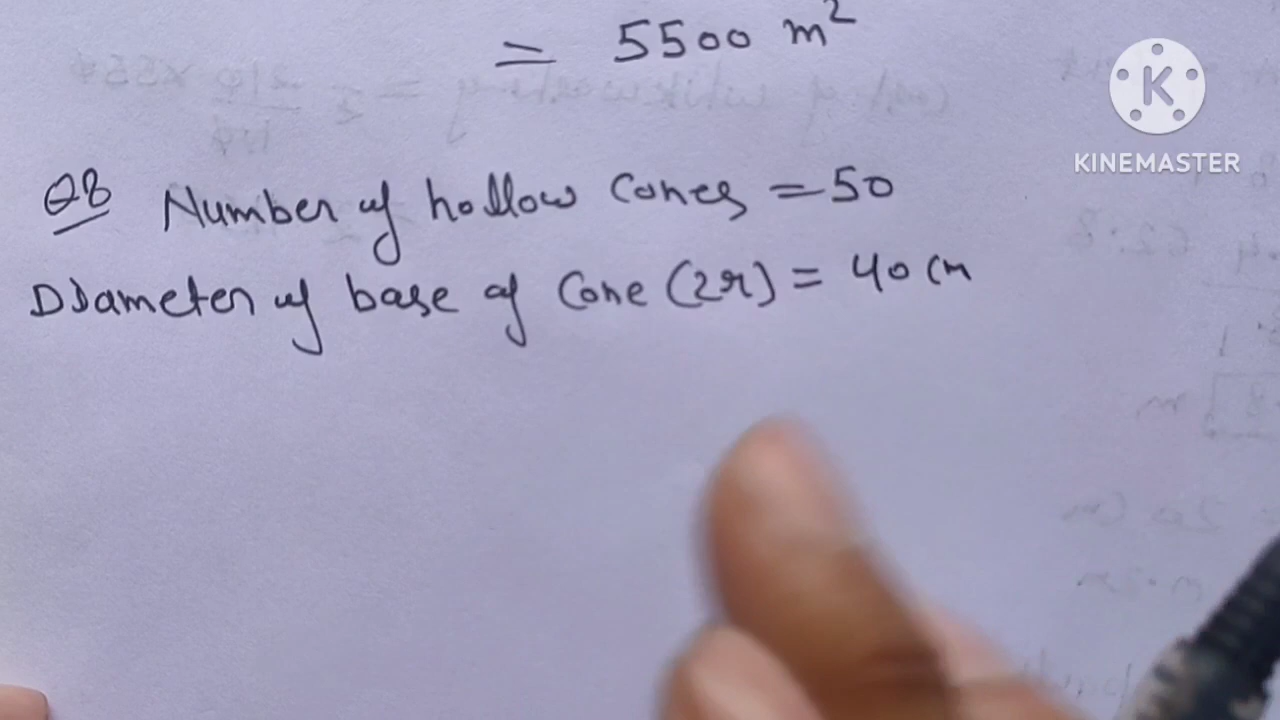 = 5500 m²
K
KINEMASTER
Q8 Number of hollow Cones = 50
Diameter of base of Cone (2r) = 40 cm